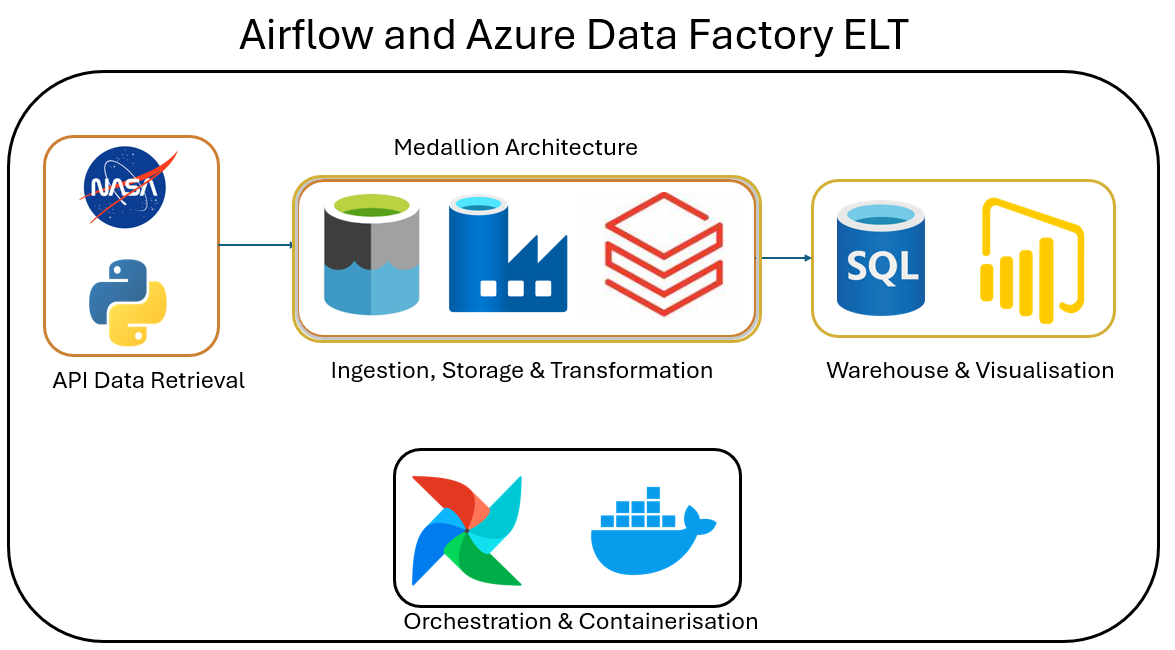 Airflow and Azure Data Factory ELT
Medallion Architecture
NASA
API Data Retrieval
Ingestion, Storage & Transformation
SQL
Warehouse & Visualisation
Orchestration & Containerisation